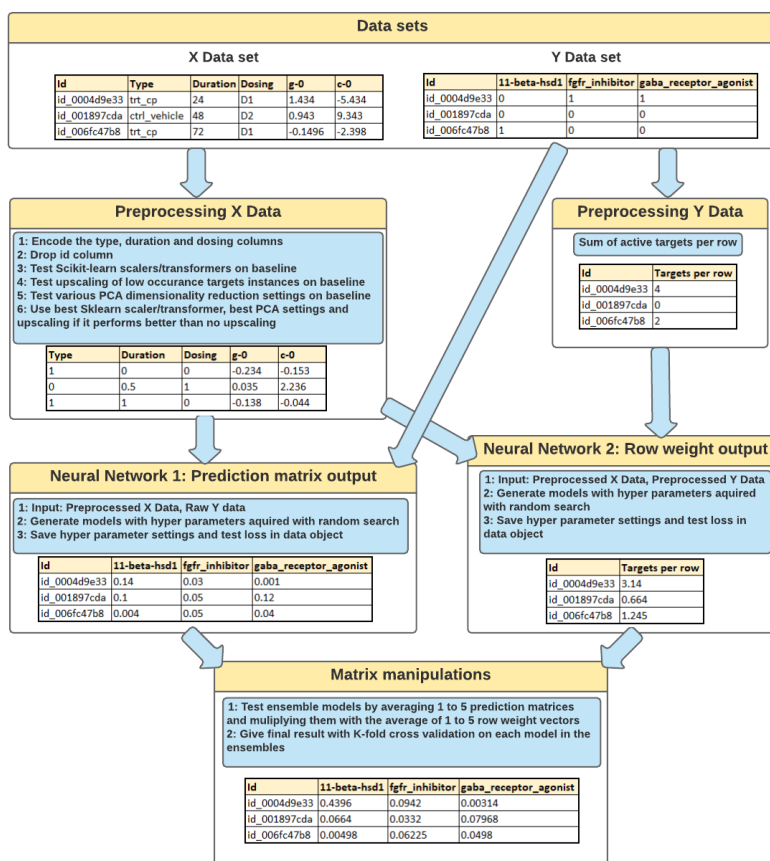 Data sets
X Data set
Id Type Duration Dosing g-0 c-0
id_0004d9e33 trt_cp 24 D1 1.434 -5.434
id_001897cda ctrl_vehicle 48 D2 0.943 9.343
id_006fc47b8 trt_cp 72 D1 -0.1496 -2.398
Y Data set
Id 11-beta-hsd1 fgfr_inhibitor gaba_receptor_agonist
id_0004d9e33 0 1 1
id_001897cda 0 0 0
id_006fc47b8 1 0 0
Preprocessing X Data
1: Encode the type, duration and dosing columns
2: Drop id column
3: Test Scikit-learn scalers/transformers on baseline
4: Test upscaling of low occurance targets instances on baseline
5: Test various PCA dimensionality reduction settings on baseline
6: Use best Sklearn scaler/transformer, best PCA settings and
upscaling if it performs better than no upscaling
Type Duration Dosing g-0 c-0
1 0 0 -0.234 -0.153
0 0.5 1 0.035 2.236
1 1 0 -0.138 -0.044
Preprocessing Y Data
Sum of active targets per row
Id Targets per row
id_0004d9e33 4
id_001897cda 0
id_006fc47b8 2
Neural Network 1: Prediction matrix output
1: Input: Preprocessed X Data, Raw Y data
2: Generate models with hyper parameters aquired with random search
3: Save hyper parameter settings and test loss in data object
Id 11-beta-hsd1 fgfr_inhibitor gaba_receptor_agonist
id_0004d9e33 0.14 0.03 0.001
id_001897cda 0.1 0.05 0.12
id_006fc47b8 0.004 0.05 0.04
Neural Network 2: Row weight output
1: Input: Preprocessed X Data, Preprocessed Y Data
2: Generate models with hyper parameters aquired
with random search
3: Save hyper parameter settings and test loss in
data object
Id Targets per row
id_0004d9e33 3.14
id_001897cda 0.664
id_006fc47b8 1.245
Matrix manipulations
1: Test ensemble models by averaging 1 to 5 prediction matrices
and muliplying them with the average of 1 to 5 row weight vectors
2: Give final result with K-fold cross validation on each model in the
ensembles
Id 11-beta-hsd1 fgfr_inhibitor gaba_receptor_agonist
id_0004d9e33 0.4396 0.0942 0.00314
id_001897cda 0.0664 0.0332 0.07968
id_006fc47b8 0.00498 0.06225 0.0498